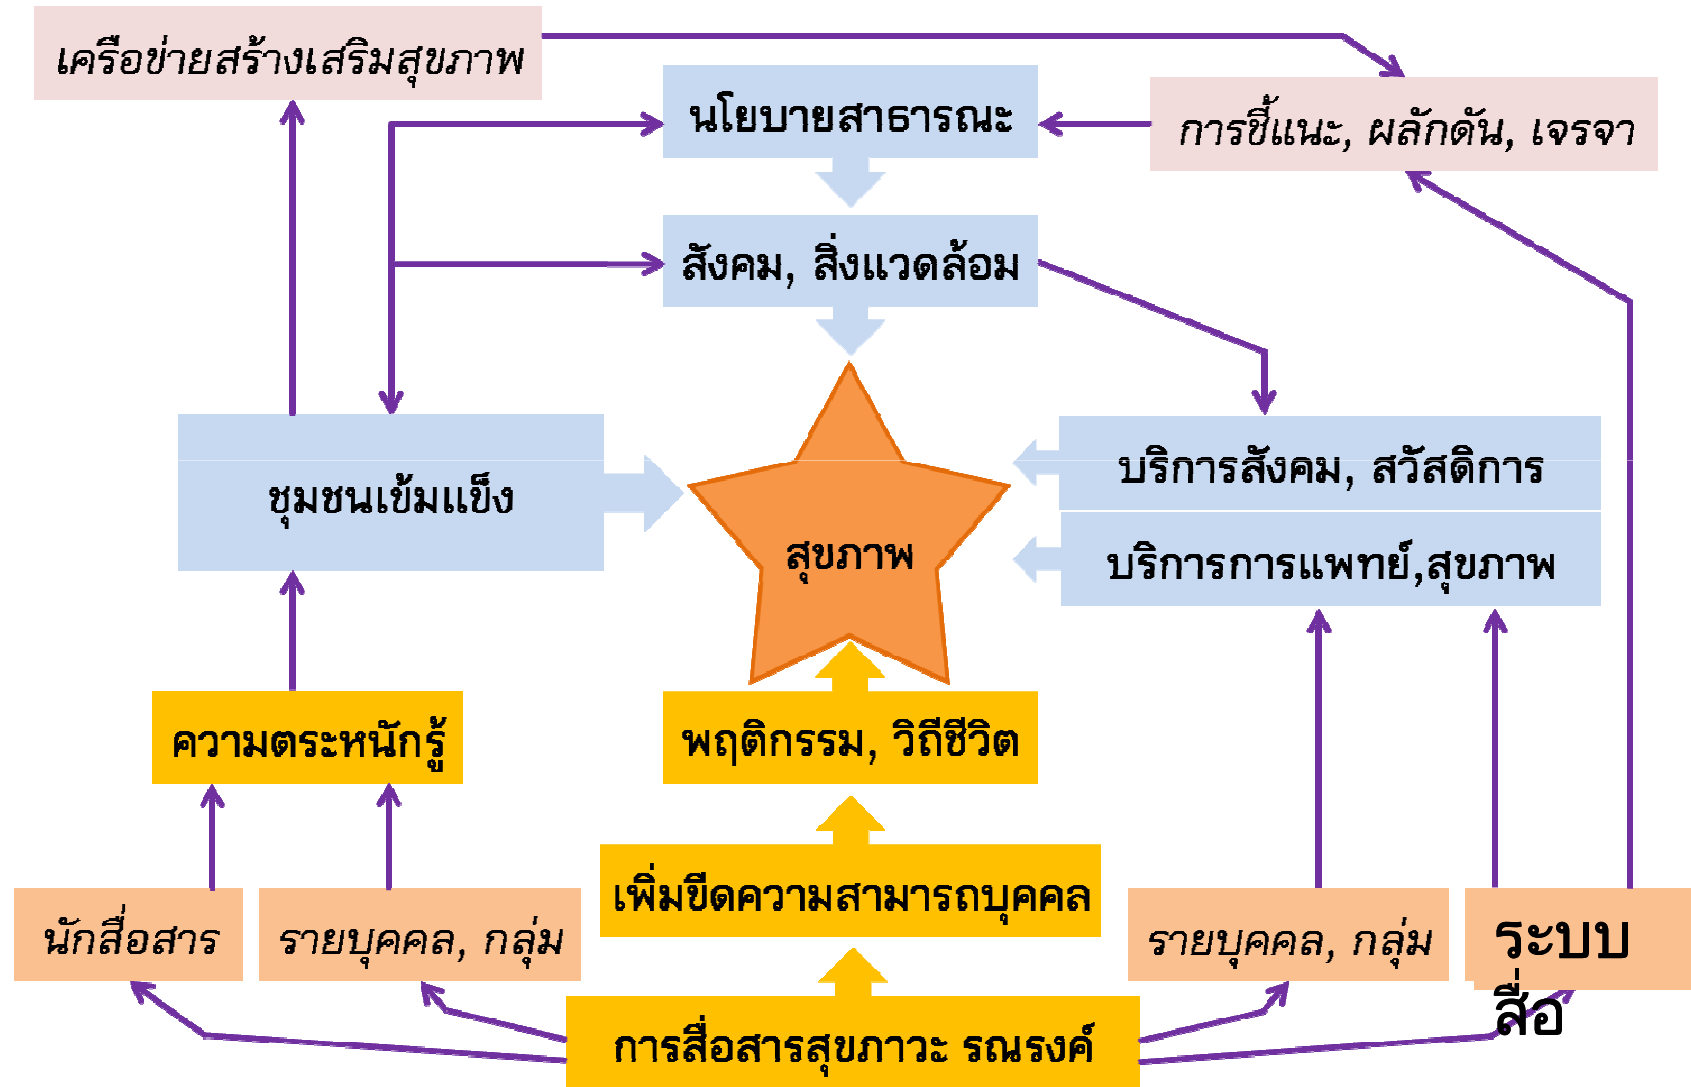 เครือข่ายสร้างเสริมสุขภาพ
นโยบายสาธารณะ
การชี้แนะ, ผลักดัน, เจรจา
สังคม, สิ่งแวดล้อม
ชุมชนเข้มแข็ง
สุขภาพ
บริการสังคม, สวัสดิการ
บริการการแพทย์,สุขภาพ
ความตระหนักรู้
พฤติกรรม, วิถีชีวิต
เพิ่มขีดความสามารถบุคคล
นักสื่อสาร
รายบุคคล, กลุ่ม
รายบุคคล, กลุ่ม
ระบบ
สื่อ
การสื่อสารสุขภาวะ รณรงค์